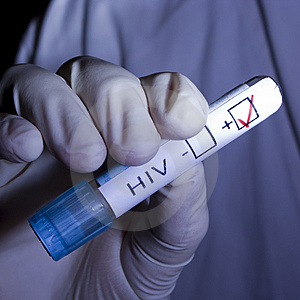 HIV - ☐ + ☑